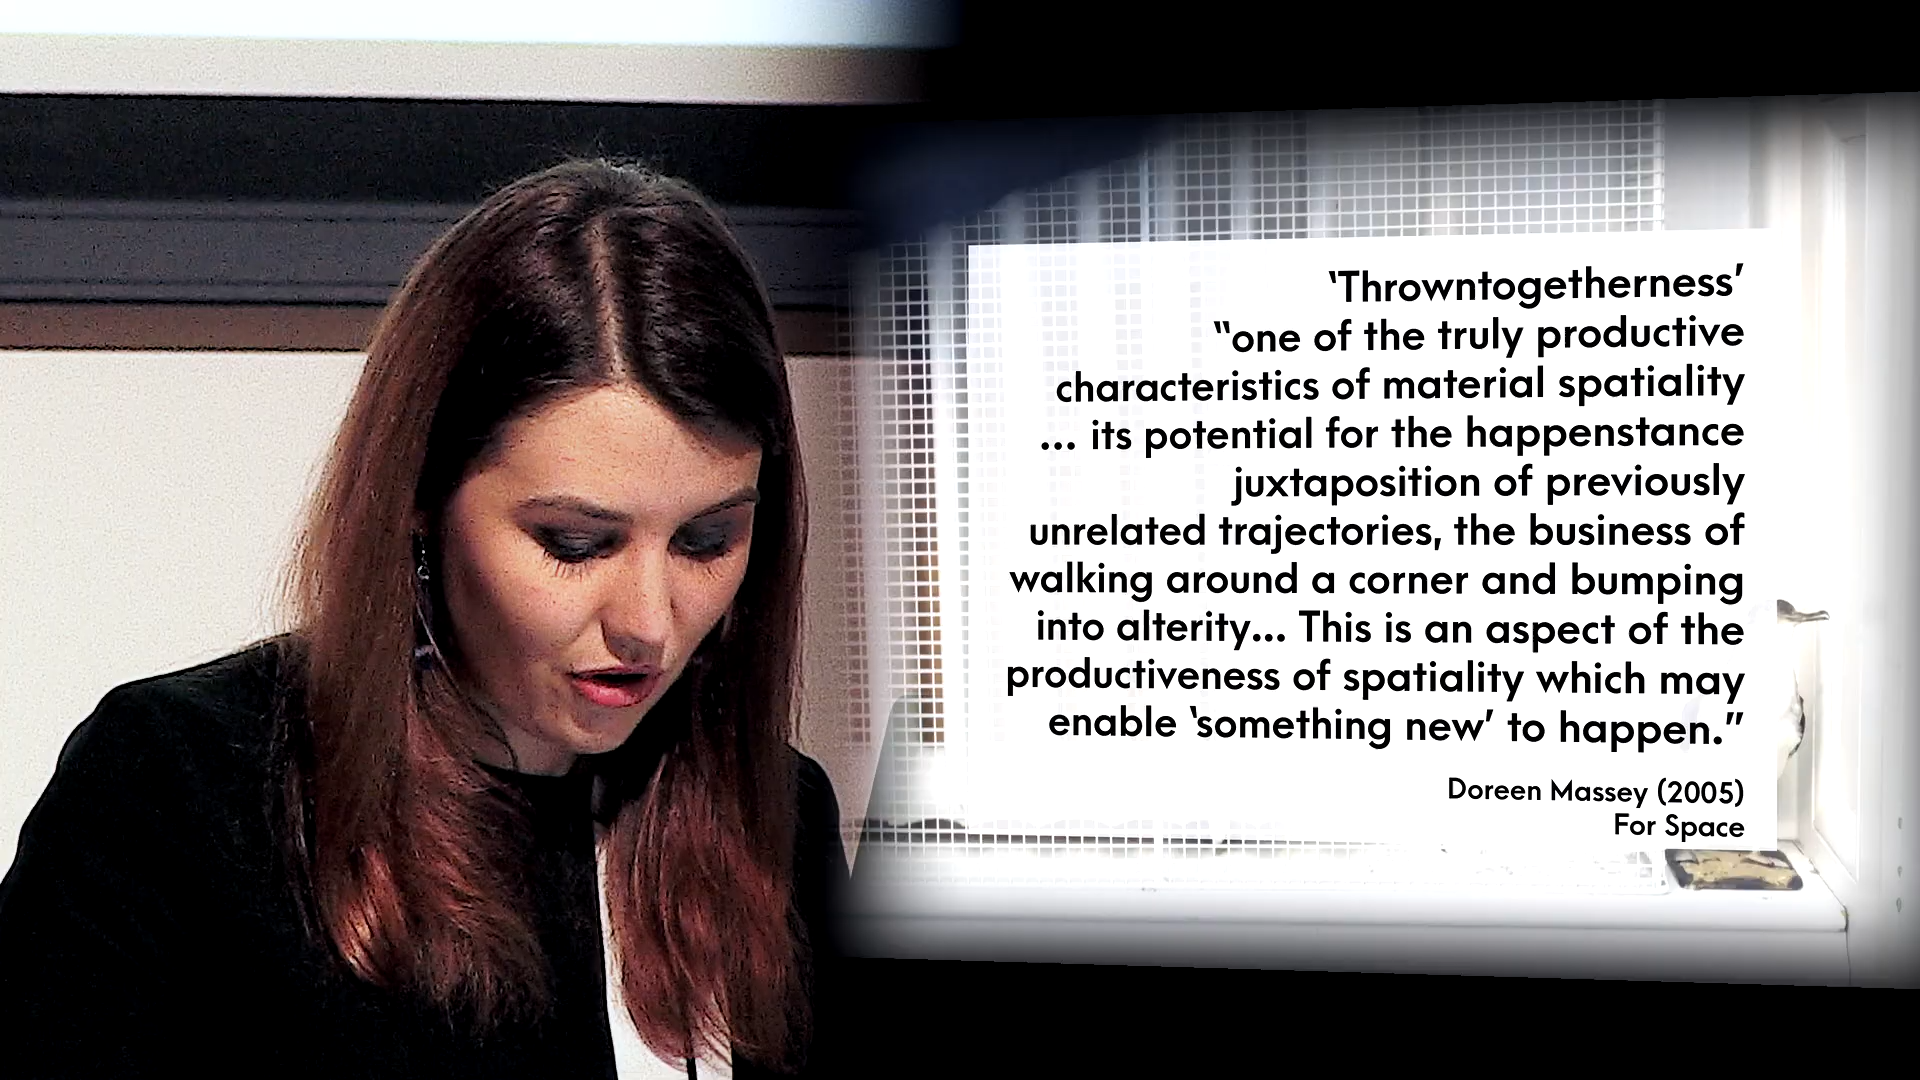 ‘Throwntogetherness’
“one of the truly productive
characteristics of material spatiality
... its potential for the happenstance
juxtaposition of previously
unrelated trajectories, the business of
walking around a corner and bumping
into alterity... This is an aspect of the
productiveness of spatiality which may
enable ‘something new’ to happen.”
Doreen Massey (2005)
For Space